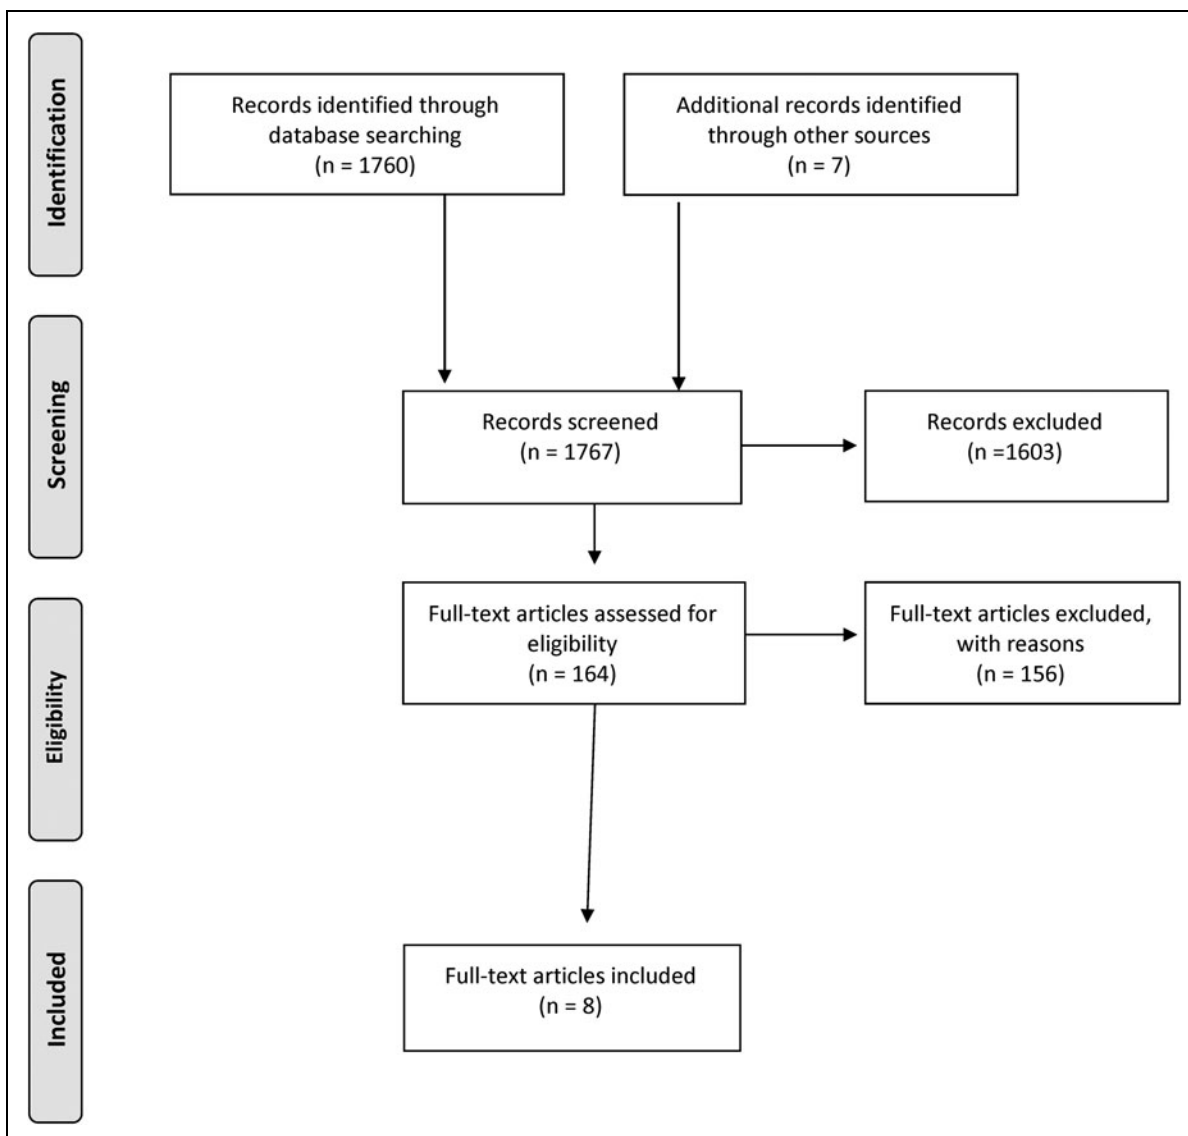 Identification
Records identified through
database searching
(n = 1760)
Additional records identified
through other sources
(n = 7)
Screening
Records screened
(n = 1767)
Records excluded
(n =1603)
Eligibility
Full-text articles assessed for
eligibility
(n = 164)
Full-text articles excluded,
with reasons
(n = 156)
Included
Full-text articles included
(n = 8)